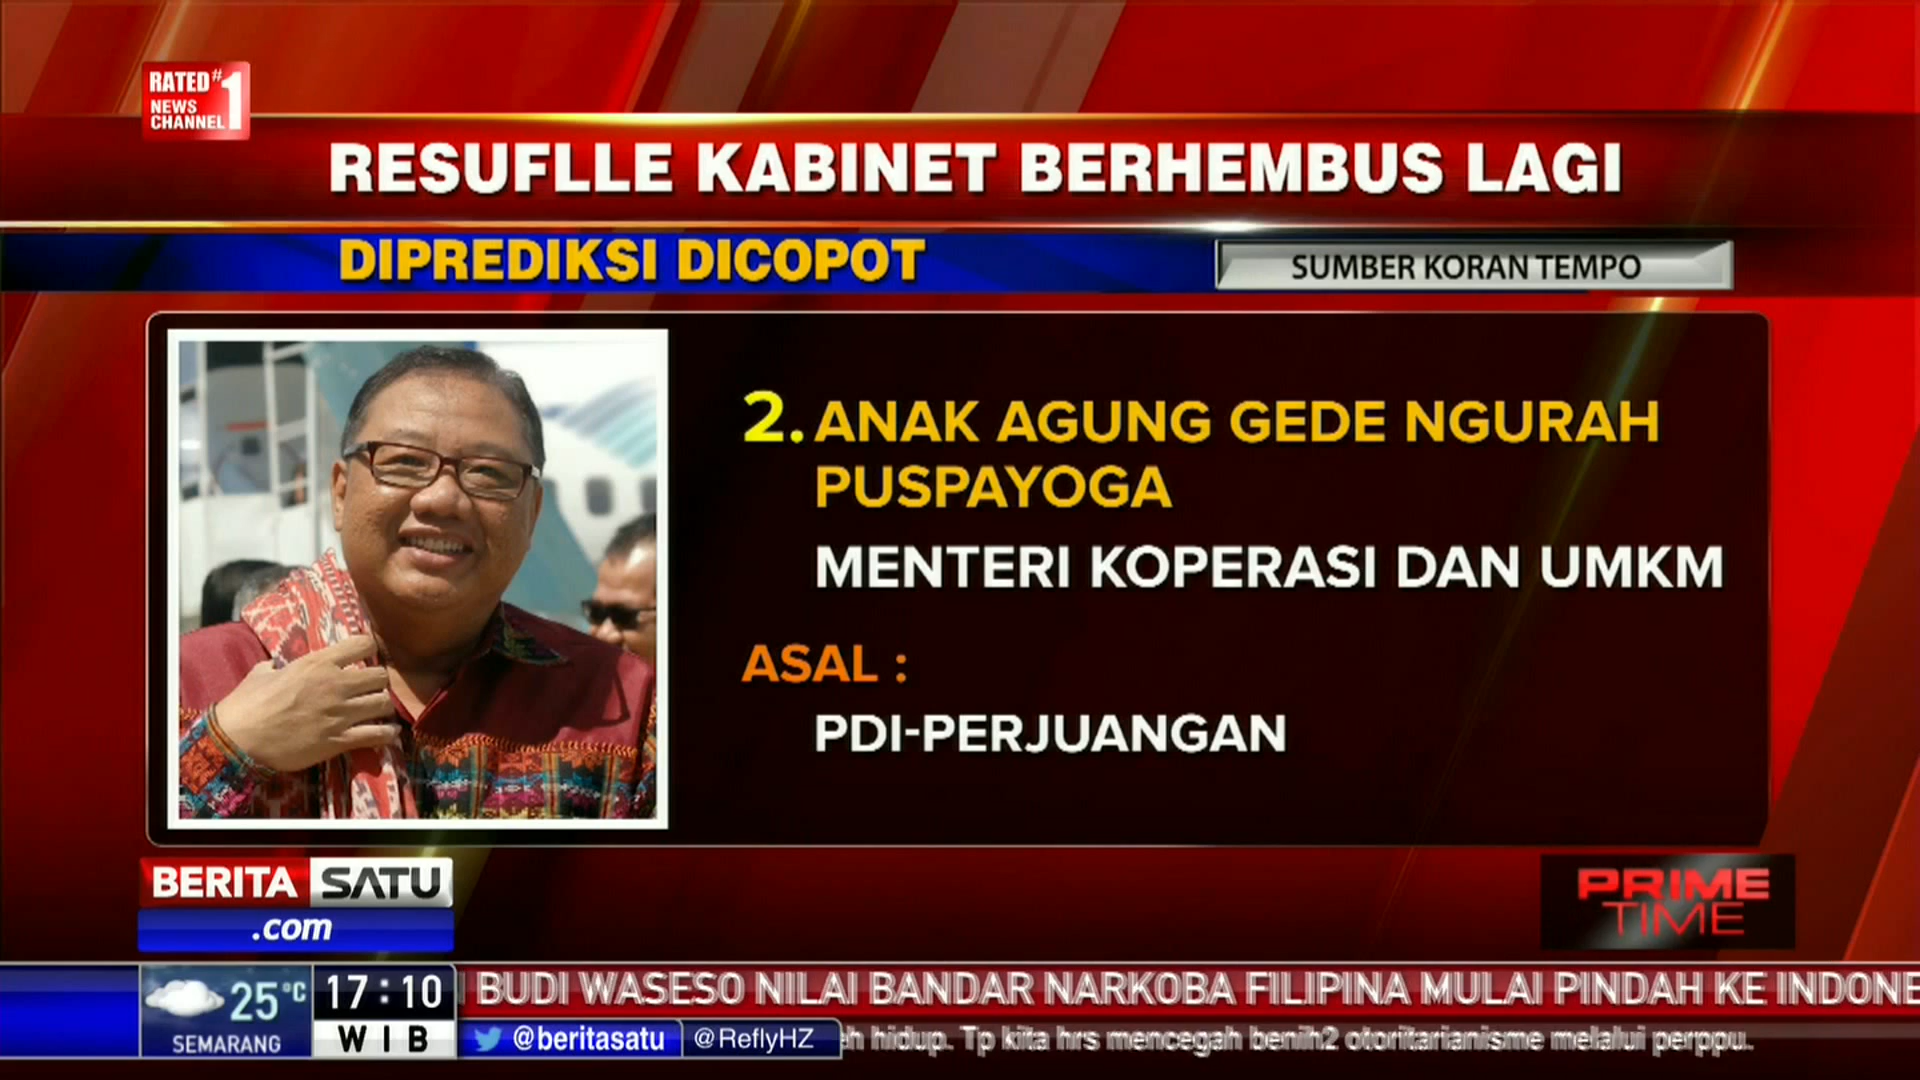 RATED #1
NEWS
CHANNEL
RESUFLLE KABINET BERHEMBUS LAGI
DIPREDIKSI DICOPOT
SUMBER KORAN TEMPO
2. ANAK AGUNG GEDE NGURAH
PUSPAYOGA
MENTERI KOPERASI DAN UMKM
ASAL :
PDI-PERJUANGAN
BERITA SATU
.com
PRIME
TIME
25°C
SEMARANG
17:10
WIB
BUDI WASESO NILAI BANDAR NARKOBA FILIPINA MULAI PINDAH KE INDONE
@beritasatu
@ReflyHZ
eh hidup. Tp kita hrs mencegah benih2 otoritarianisme melalui perppu.